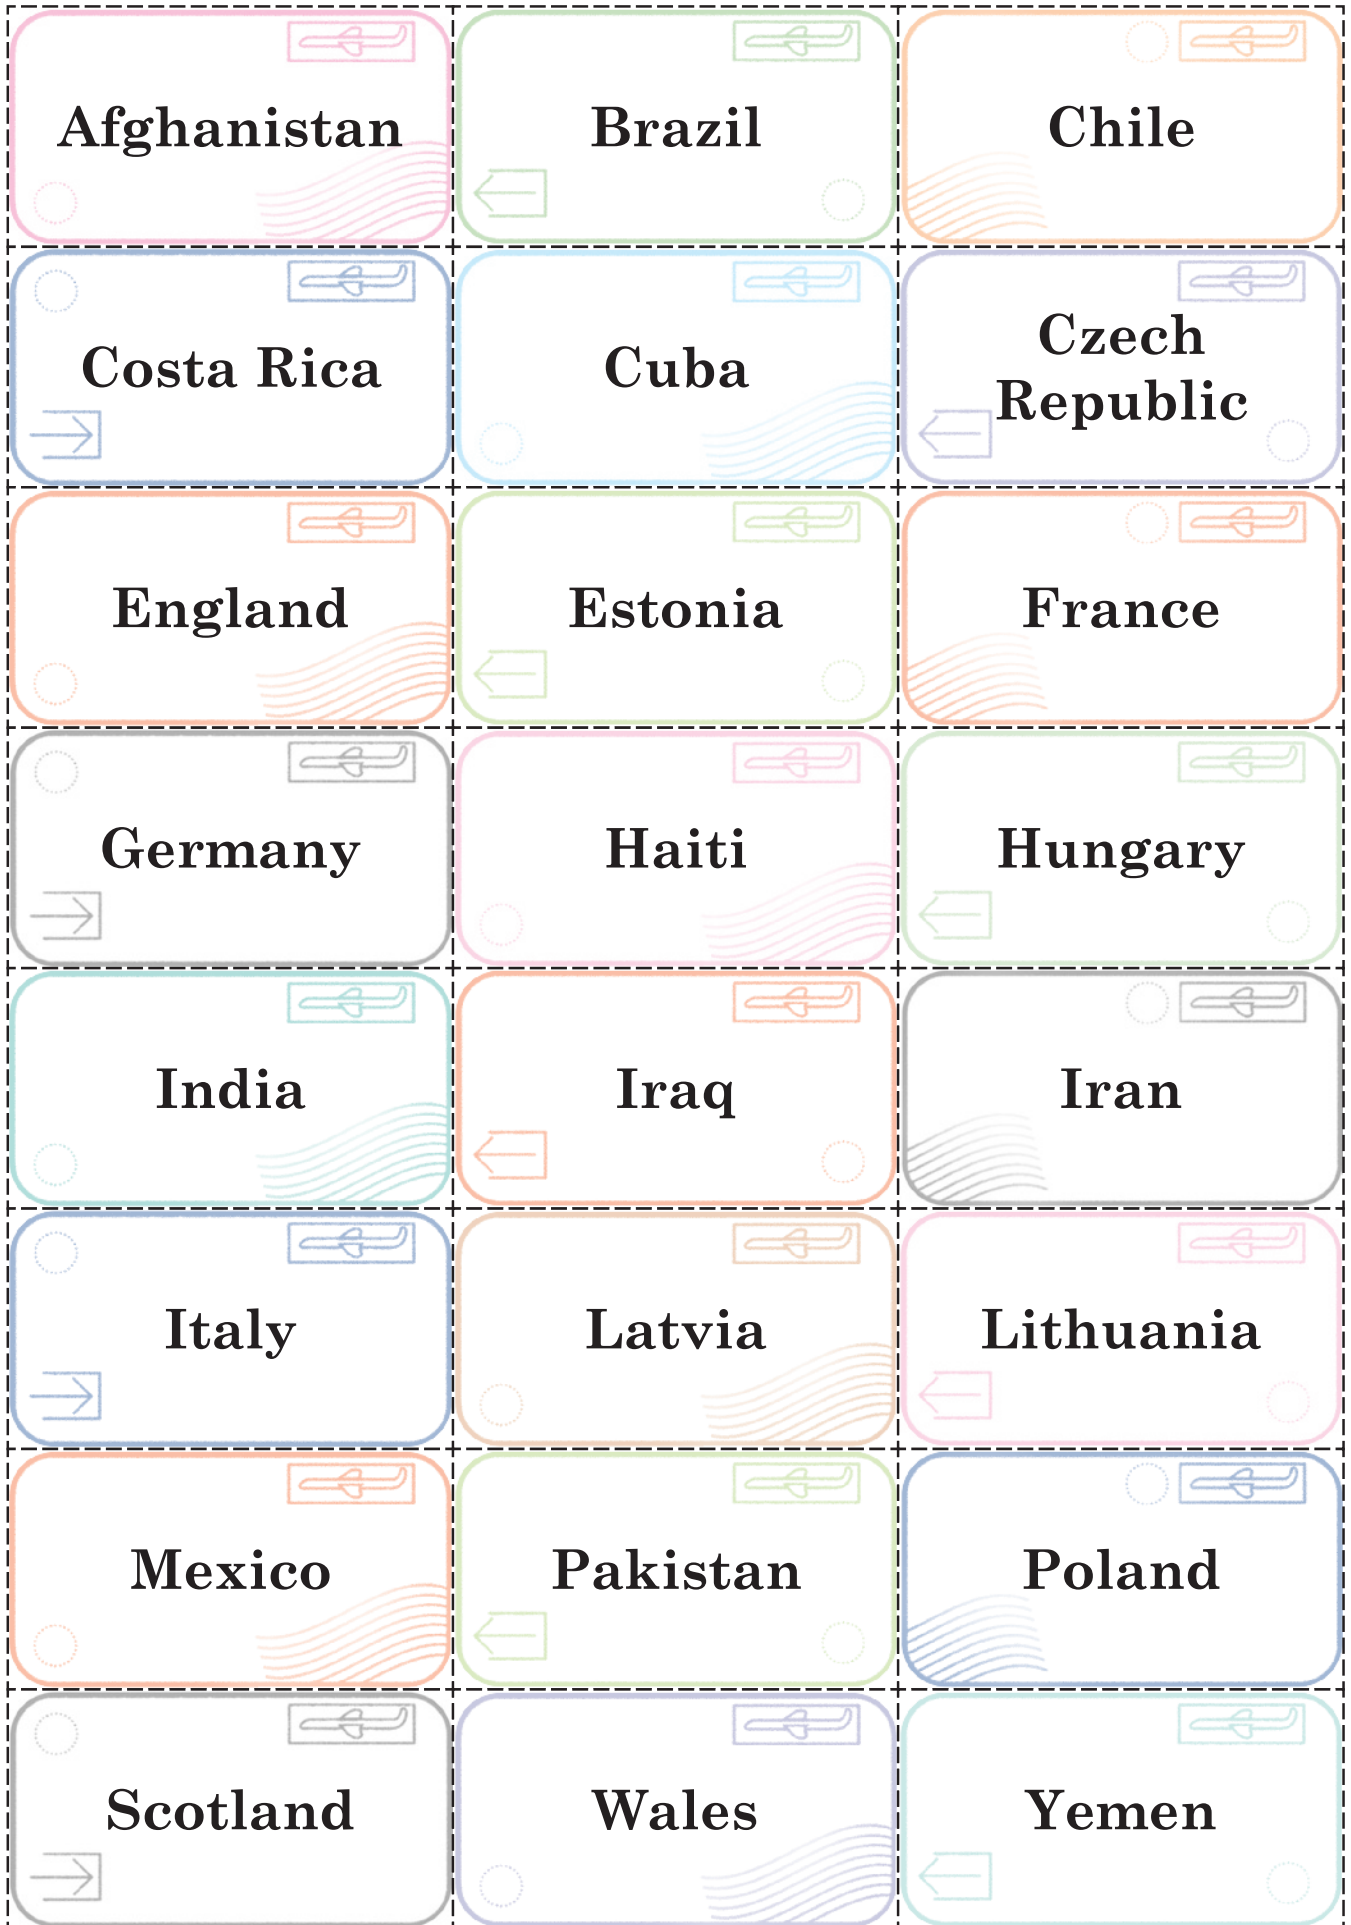 Afghanistan
Brazil
Chile
Costa Rica
Cuba
Czech
Republic
England
Estonia
France
Germany
Haiti
Hungary
India
Iraq
Iran
Italy
Latvia
Lithuania
Mexico
Pakistan
Poland
Scotland
Wales
Yemen